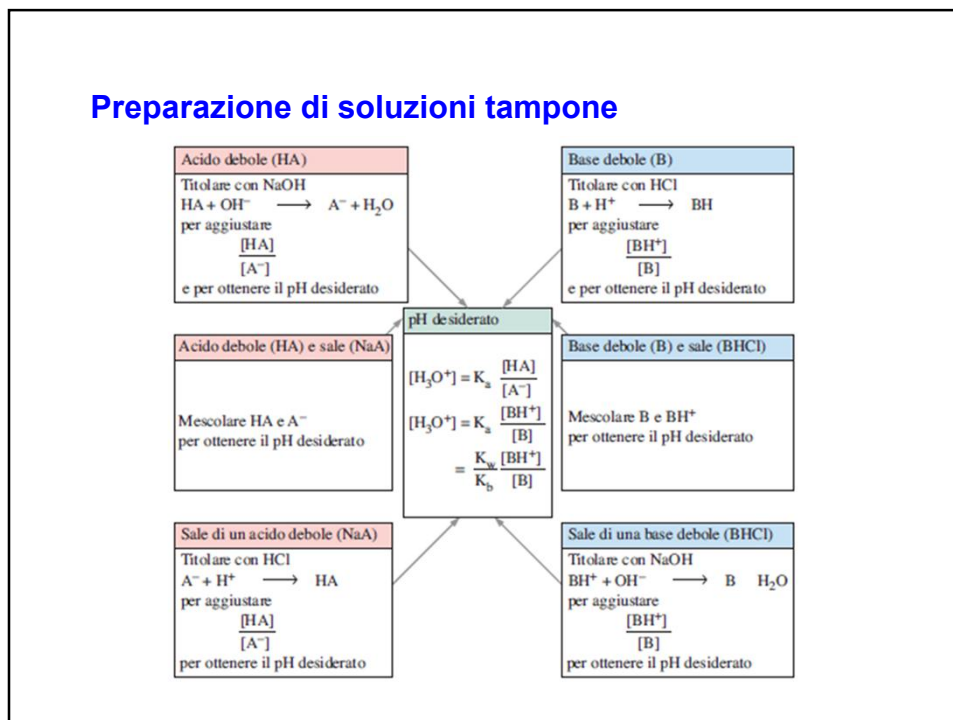 Preparazione di soluzioni tampone
Acido debole (HA)
Titolare con NaOH
HA + OH⁻ ⟶ A⁻ + H₂O
per aggiustare
[HA]
[A⁻]
e per ottenere il pH desiderato
Base debole (B)
Titolare con HCl
B + H⁺ ⟶ BH
per aggiustare
[BH⁺]
[B]
e per ottenere il pH desiderato
Acido debole (HA) e sale (NaA)
Mescolare HA e A⁻
per ottenere il pH desiderato
pH desiderato
[H₃O⁺] = Kₐ [HA]
[A⁻]
[H₃O⁺] = Kₐ [BH⁺]
[B]
= K_w [BH⁺]
K_b [B]
Base debole (B) e sale (BHCl)
Mescolare B e BH⁺
per ottenere il pH desiderato
Sale di un acido debole (NaA)
Titolare con HCl
A⁻ + H⁺ ⟶ HA
per aggiustare
[HA]
[A⁻]
per ottenere il pH desiderato
Sale di una base debole (BHCl)
Titolare con NaOH
BH⁺ + OH⁻ ⟶ B H₂O
per aggiustare
[BH⁺]
[B]
per ottenere il pH desiderato